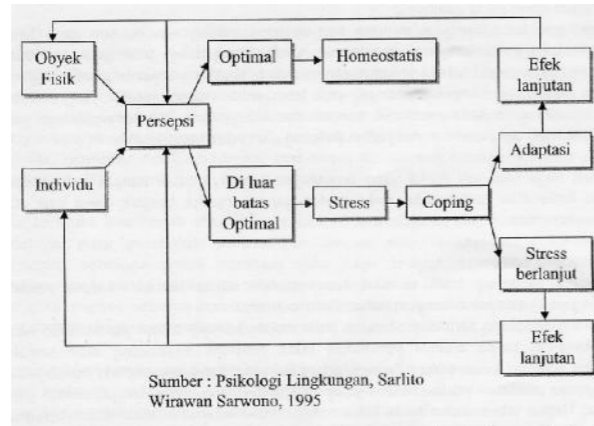 Obyek
Fisik
Optimal
Homeostatis
Efek
lanjutan
Persepsi
Adaptasi
Individu
Di luar
batas
Optimal
Stress
Coping
Stress
berlanjut
Efek
lanjutan
Sumber : Psikologi Lingkungan, Sarlito
Wirawan Sarwono, 1995